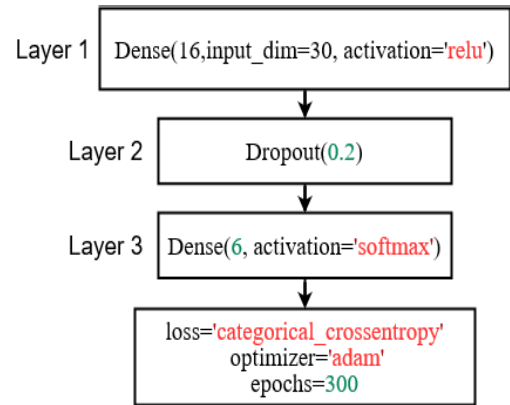 Layer 1
Dense(16,input_dim=30, activation='relu')
Layer 2
Dropout(0.2)
Layer 3
Dense(6, activation='softmax')
loss='categorical_crossentropy'
optimizer='adam'
epochs=300